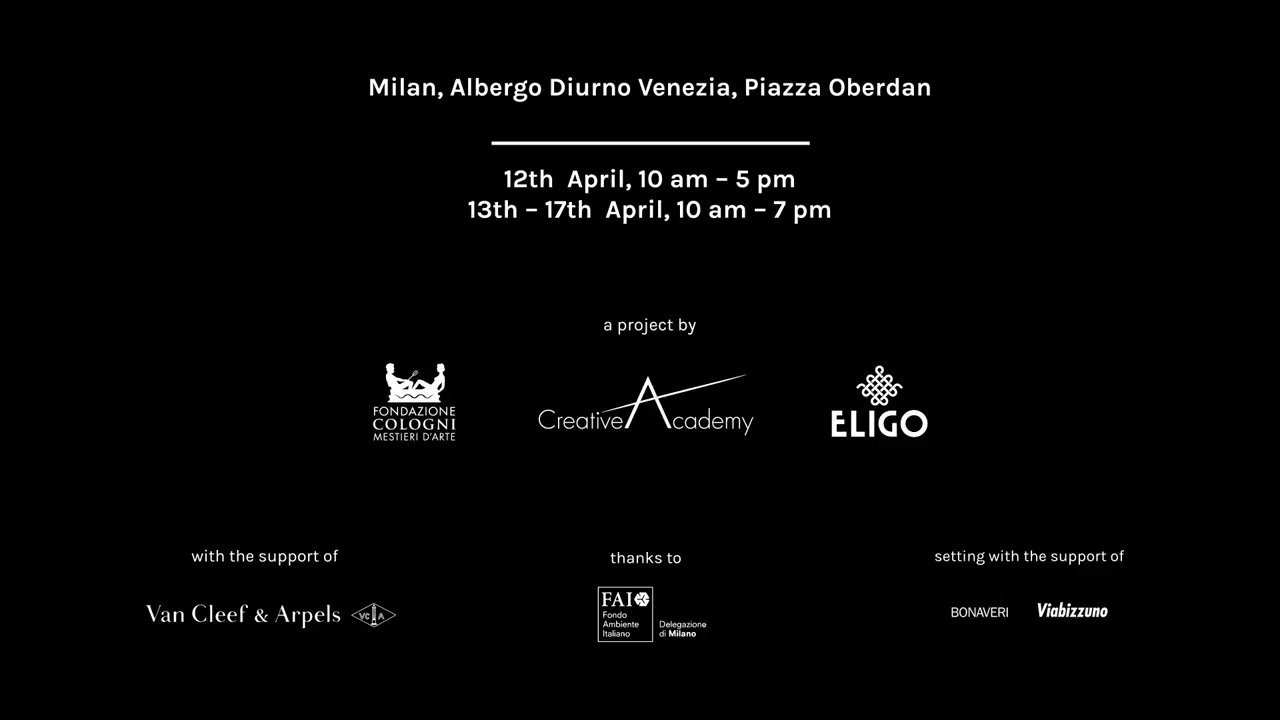 Milan, Albergo Diurno Venezia, Piazza Oberdan
12th April, 10 am – 5 pm
13th – 17th April, 10 am – 7 pm
a project by
FONDAZIONE
COLOGNI
MESTIERI D'ARTE
Creative Academy
ELIGO
with the support of
Van Cleef & Arpels VC A
thanks to
FAI
Fondo
Ambiente
Italiano
Delegazione
di Milano
setting with the support of
BONAVERI
Viabizzuno